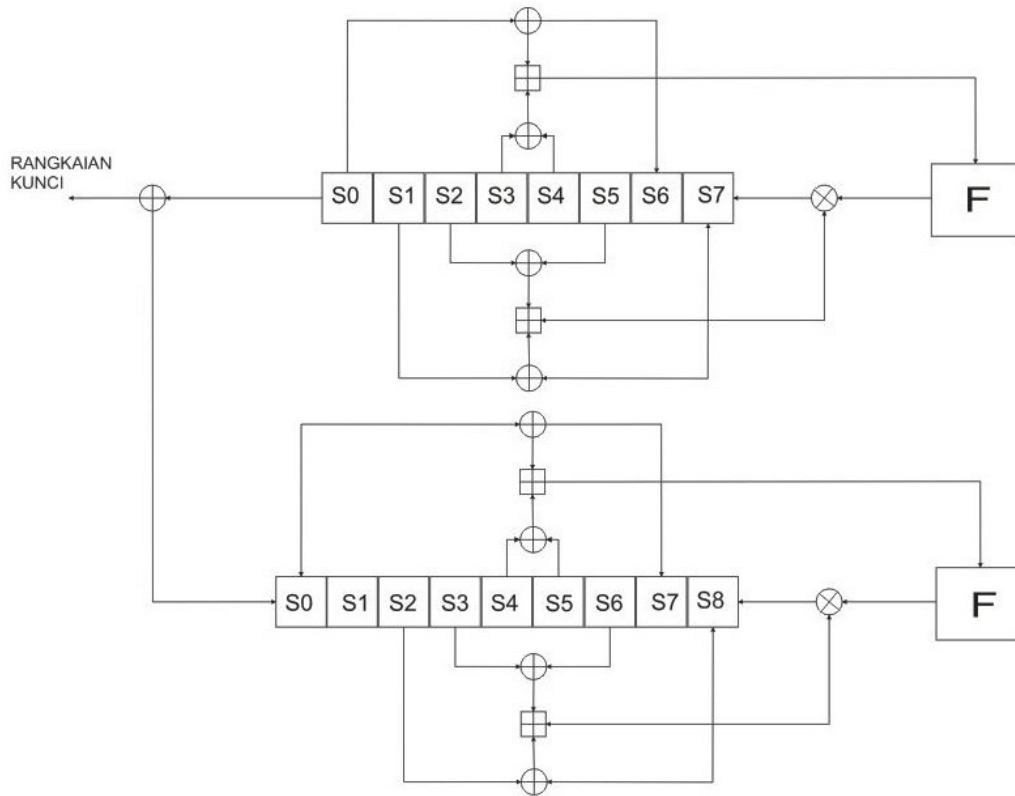 RANGKAIAN
KUNCI
S0 S1 S2 S3 S4 S5 S6 S7
F
S0 S1 S2 S3 S4 S5 S6 S7 S8
F